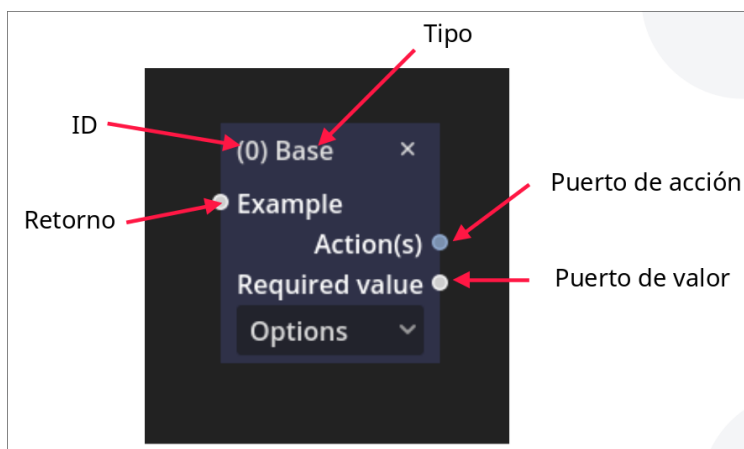 Tipo
ID
(0) Base ×
Retorno
Example
Puerto de acción
Action(s)
Required value
Puerto de valor
Options